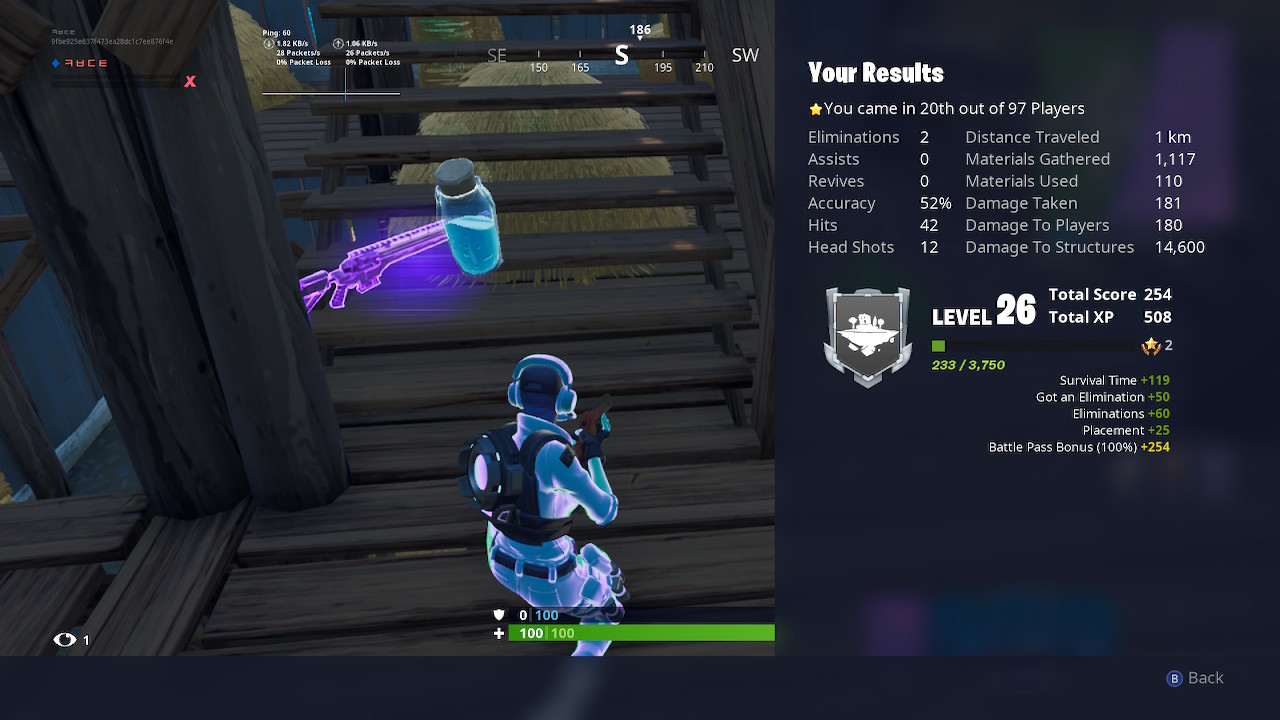 Ping: 60
1.82 KB/s 1.06 KB/s
28 Packets/s 26 Packets/s
0% Packet Loss 0% Packet Loss
186
SE 150 165 S 195 210 SW
X
Your Results
You came in 20th out of 97 Players
Eliminations 2 Distance Traveled 1 km
Assists 0 Materials Gathered 1,117
Revives 0 Materials Used 110
Accuracy 52% Damage Taken 181
Hits 42 Damage To Players 180
Head Shots 12 Damage To Structures 14,600
LEVEL 26
Total Score 254
Total XP 508
2
233 / 3,750
Survival Time +119
Got an Elimination +50
Eliminations +60
Placement +25
Battle Pass Bonus (100%) +254
0 | 100
100 | 100
1
B Back